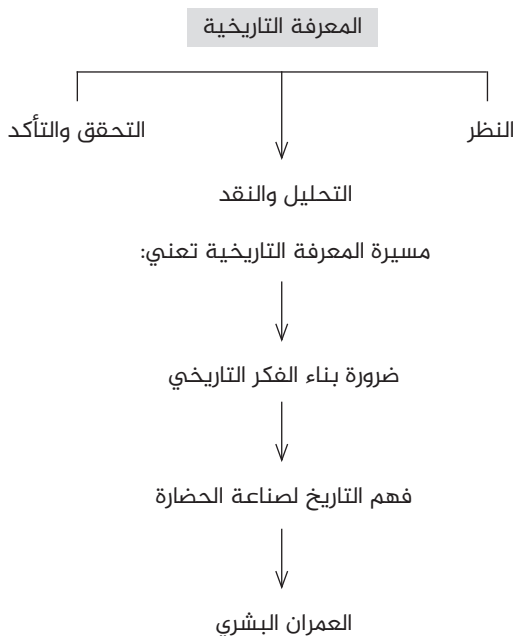 المعرفة التاريخية
النظر
التحقق والتأكد
التحليل والنقد
مسيرة المعرفة التاريخية تعني:
ضرورة بناء الفكر التاريخي
فهم التاريخ لصناعة الحضارة
العمران البشري